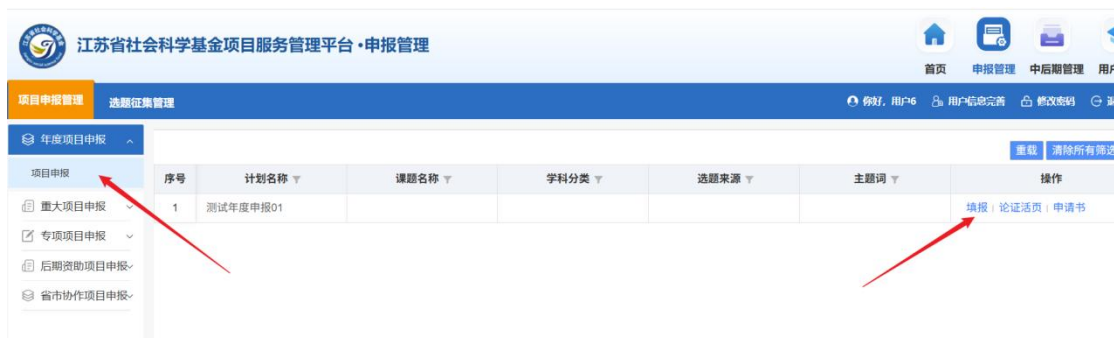 江苏省社会科学基金项目服务管理平台·申报管理
首页 申报管理 中后期管理 用户
项目申报管理 选题征集管理 你好，用户6 用户信息完善 修改密码
年度项目申报
重载 清除所有筛选
项目申报
序号 计划名称 课题名称 学科分类 选题来源 主题词 操作
重大项目申报
1 测试年度申报01 填报 | 论证活页 | 申请书
专项项目申报
后期资助项目申报
省市协作项目申报